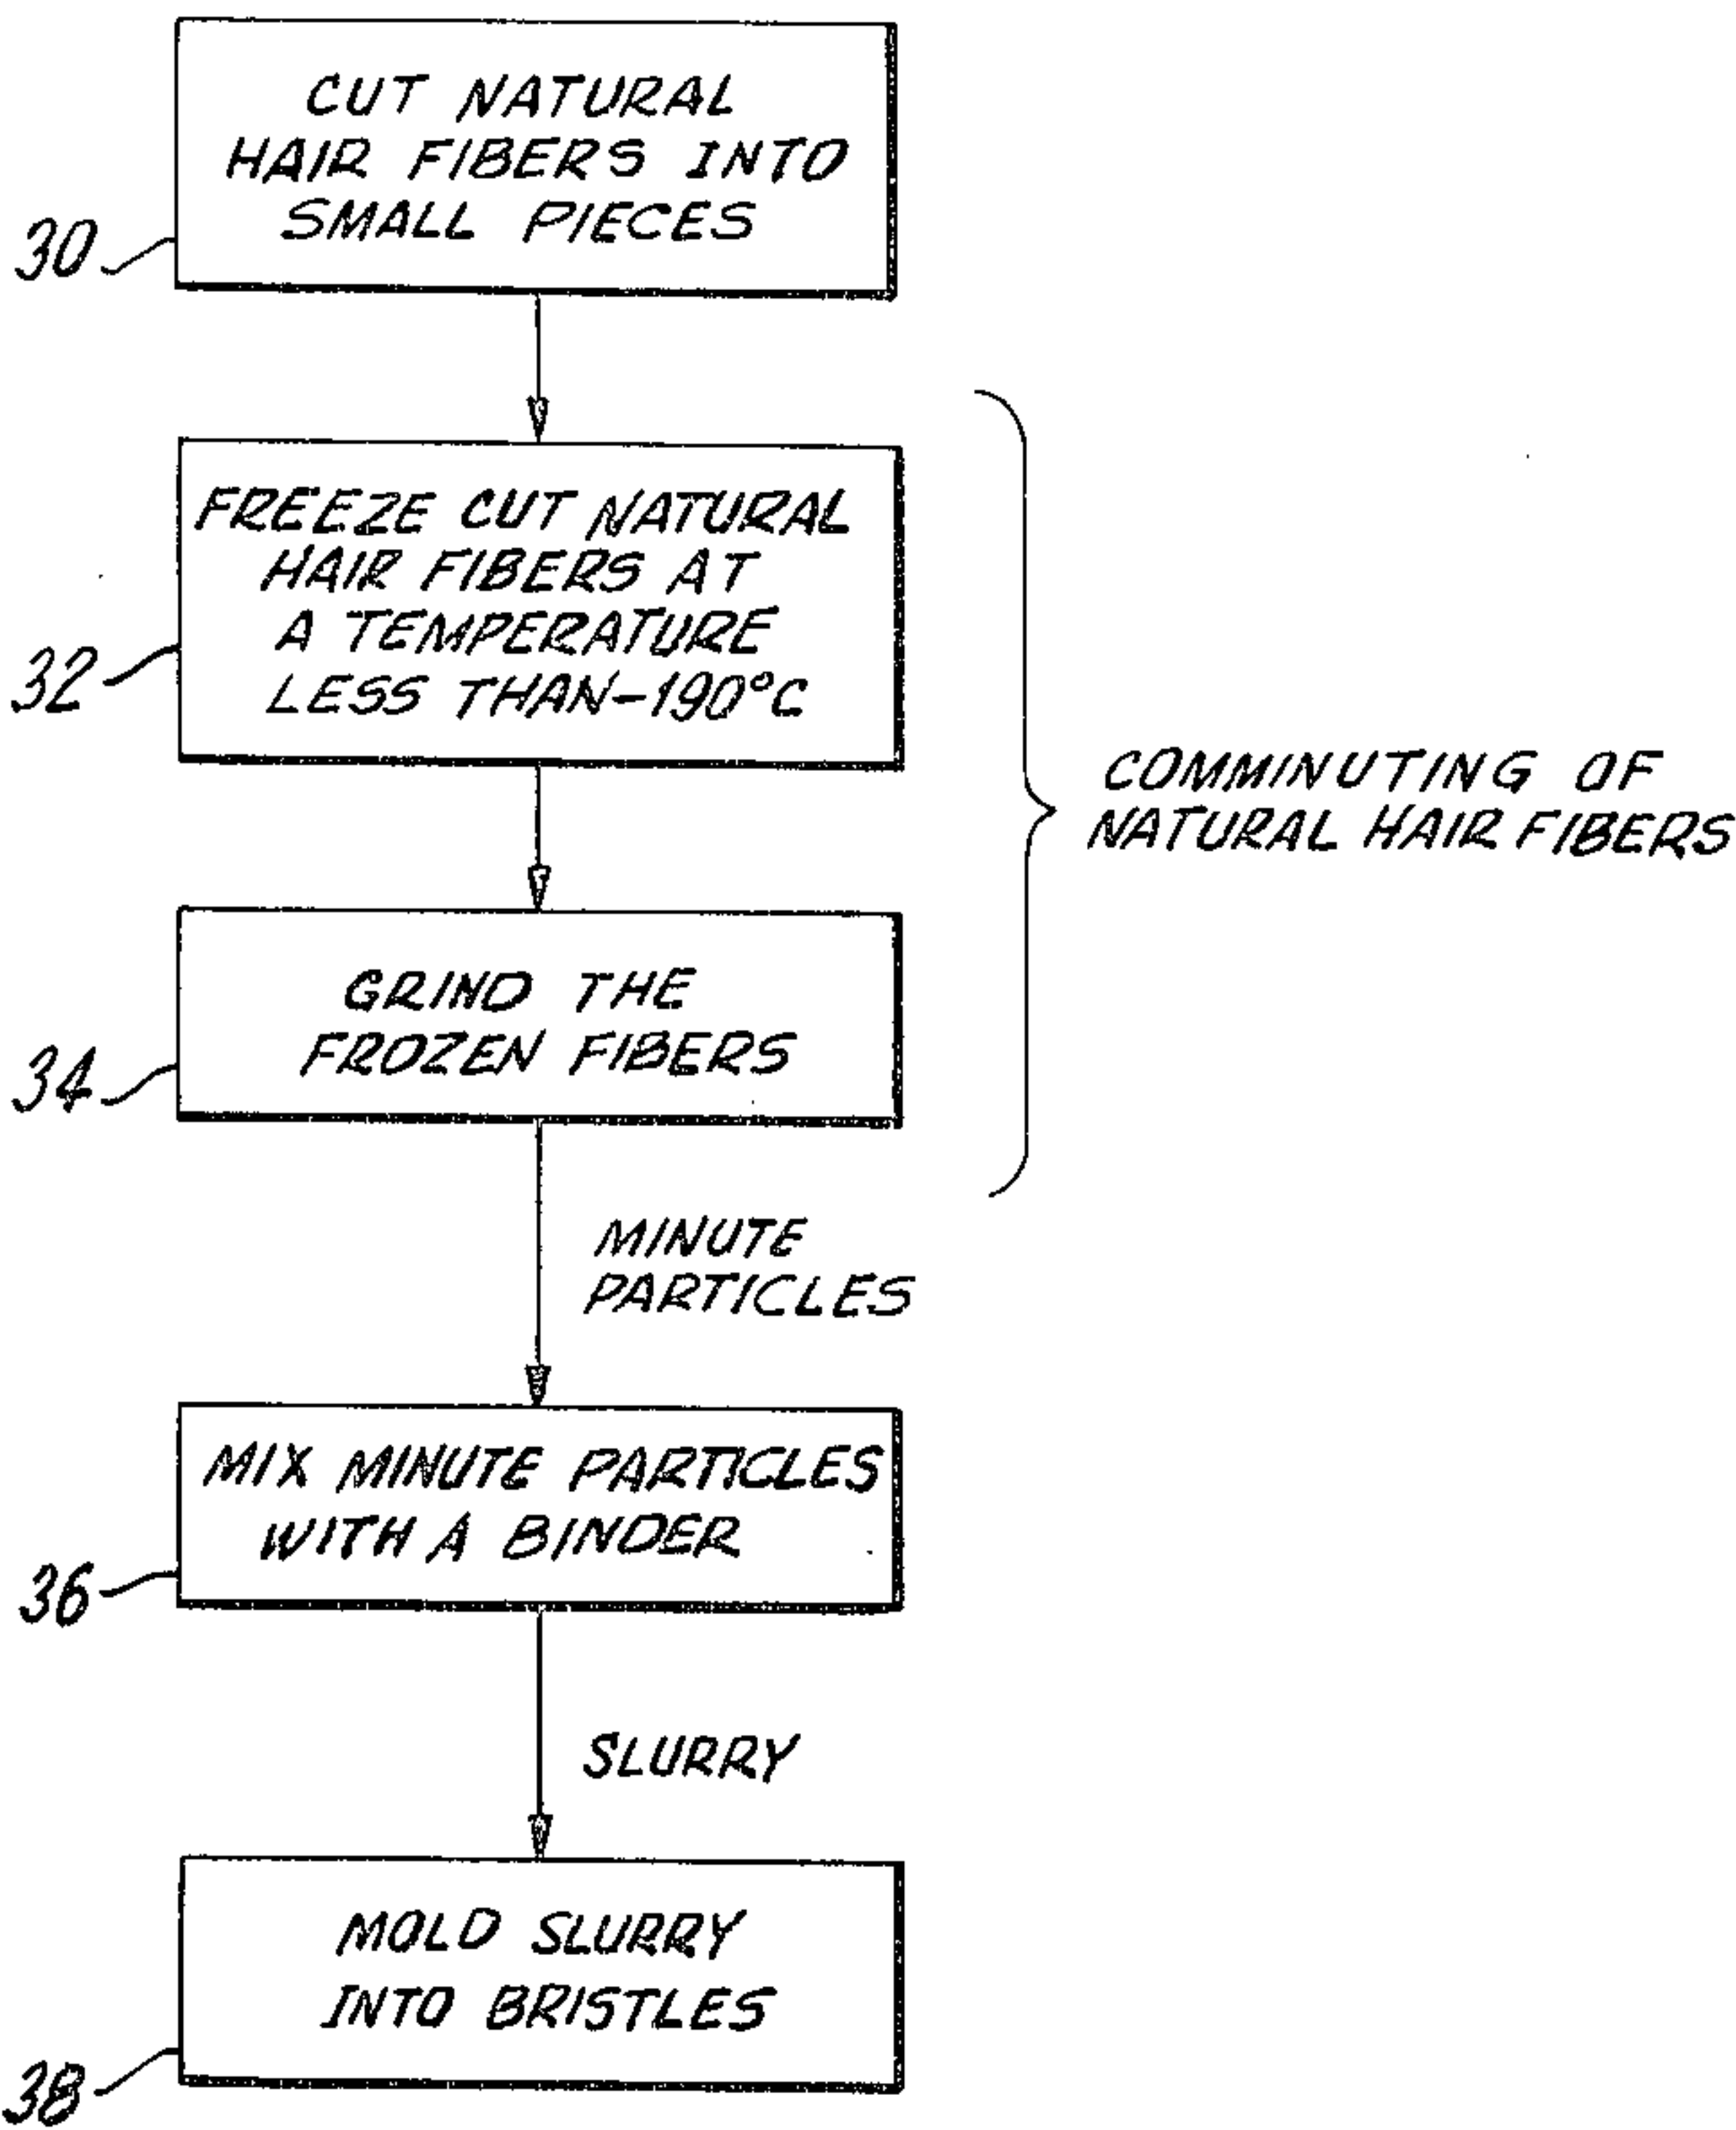 CUT NATURAL
HAIR FIBERS INTO
SMALL PIECES
30
FREEZE CUT NATURAL
HAIR FIBERS AT
A TEMPERATURE
LESS THAN-190°C
32
COMMINUTING OF
NATURAL HAIR FIBERS
GRIND THE
FROZEN FIBERS
34
MINUTE
PARTICLES
MIX MINUTE PARTICLES
WITH A BINDER
36
SLURRY
MOLD SLURRY
INTO BRISTLES
38